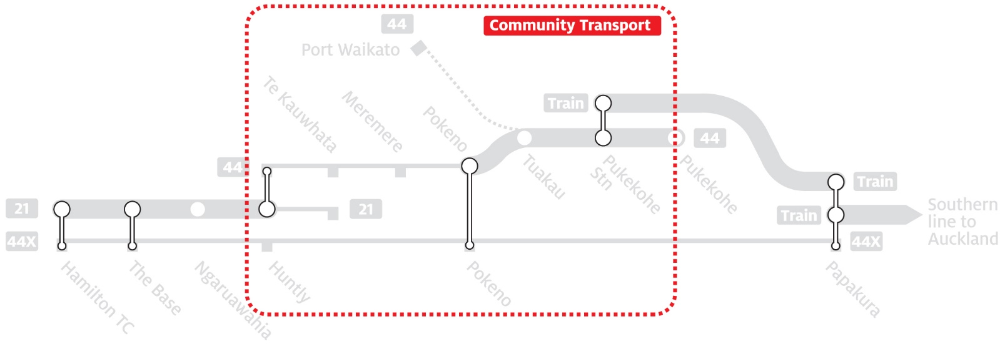 44
Community Transport
Port Waikato
Te Kauwhata
Meremere
Pokeno
Train
44
44
Tuakau
Pukekohe
Stn
Pukekohe
Train
21
21
Train
Southern
line to
Auckland
44X
44X
Hamilton TC
The Base
Ngaruawahia
Huntly
Pokeno
Papakura